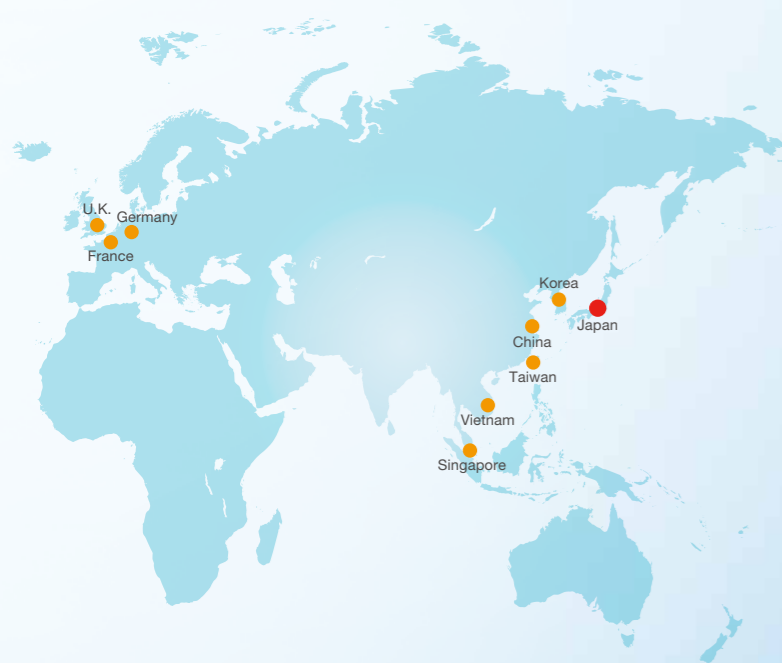 U.K.
Germany
France
Korea
Japan
China
Taiwan
Vietnam
Singapore